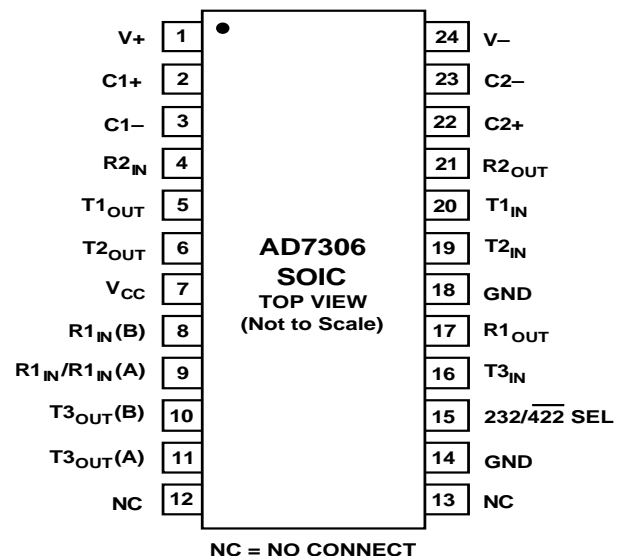 V+ 1 24 V–
C1+ 2 23 C2–
C1– 3 22 C2+
R2IN 4 21 R2OUT
T1OUT 5 20 T1IN
T2OUT 6 19 T2IN
AD7306
SOIC
TOP VIEW
(Not to Scale)
VCC 7 18 GND
R1IN(B) 8 17 R1OUT
R1IN/R1IN(A) 9 16 T3IN
T3OUT(B) 10 15 232/4̅2̅2̅ SEL
T3OUT(A) 11 14 GND
NC 12 13 NC
NC = NO CONNECT